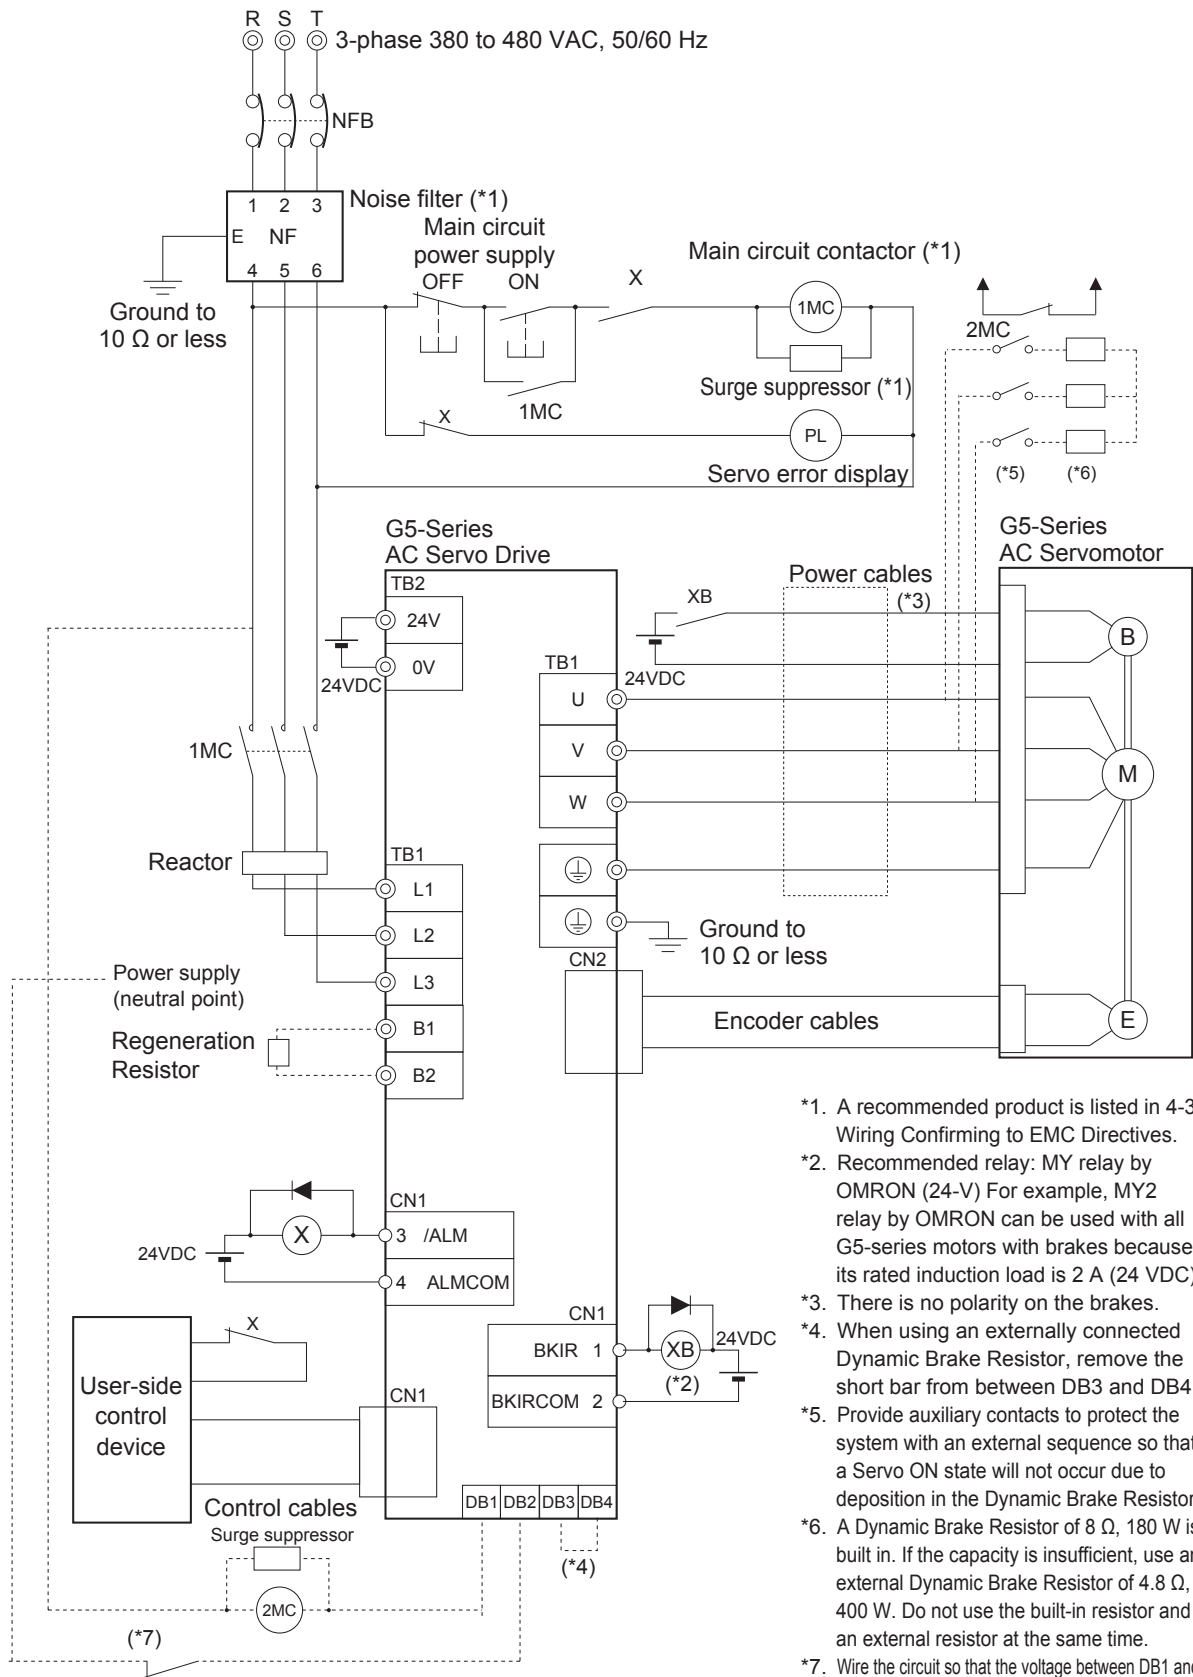 R S T
3-phase 380 to 480 VAC, 50/60 Hz
NFB
Noise filter (*1)
1 2 3
E NF
4 5 6
Ground to
10 Ω or less
Main circuit
power supply
OFF ON X
1MC
X
Main circuit contactor (*1)
1MC
Surge suppressor (*1)
PL
Servo error display
2MC
(*5) (*6)
G5-Series
AC Servo Drive
G5-Series
AC Servomotor
TB2
24V
0V
24VDC
Power cables
(*3)
XB
24VDC
TB1
U
V
W
B
M
E
1MC
Reactor
TB1
L1
L2
L3
B1
B2
Ground to
10 Ω or less
CN2
Encoder cables
Power supply
(neutral point)
Regeneration
Resistor
CN1
X
3 /ALM
24VDC
4 ALMCOM
CN1
BKIR 1
XB
24VDC
(*2)
BKIRCOM 2
X
User-side
control
device
CN1
Control cables
DB1 DB2 DB3 DB4
(*4)
Surge suppressor
2MC
(*7)
*1. A recommended product is listed in 4-3
Wiring Confirming to EMC Directives.
*2. Recommended relay: MY relay by
OMRON (24-V) For example, MY2
relay by OMRON can be used with all
G5-series motors with brakes because
its rated induction load is 2 A (24 VDC)
*3. There is no polarity on the brakes.
*4. When using an externally connected
Dynamic Brake Resistor, remove the
short bar from between DB3 and DB4
*5. Provide auxiliary contacts to protect the
system with an external sequence so that
a Servo ON state will not occur due to
deposition in the Dynamic Brake Resistor
*6. A Dynamic Brake Resistor of 8 Ω, 180 W is
built in. If the capacity is insufficient, use an
external Dynamic Brake Resistor of 4.8 Ω,
400 W. Do not use the built-in resistor and
an external resistor at the same time.
*7. Wire the circuit so that the voltage between DB1 and